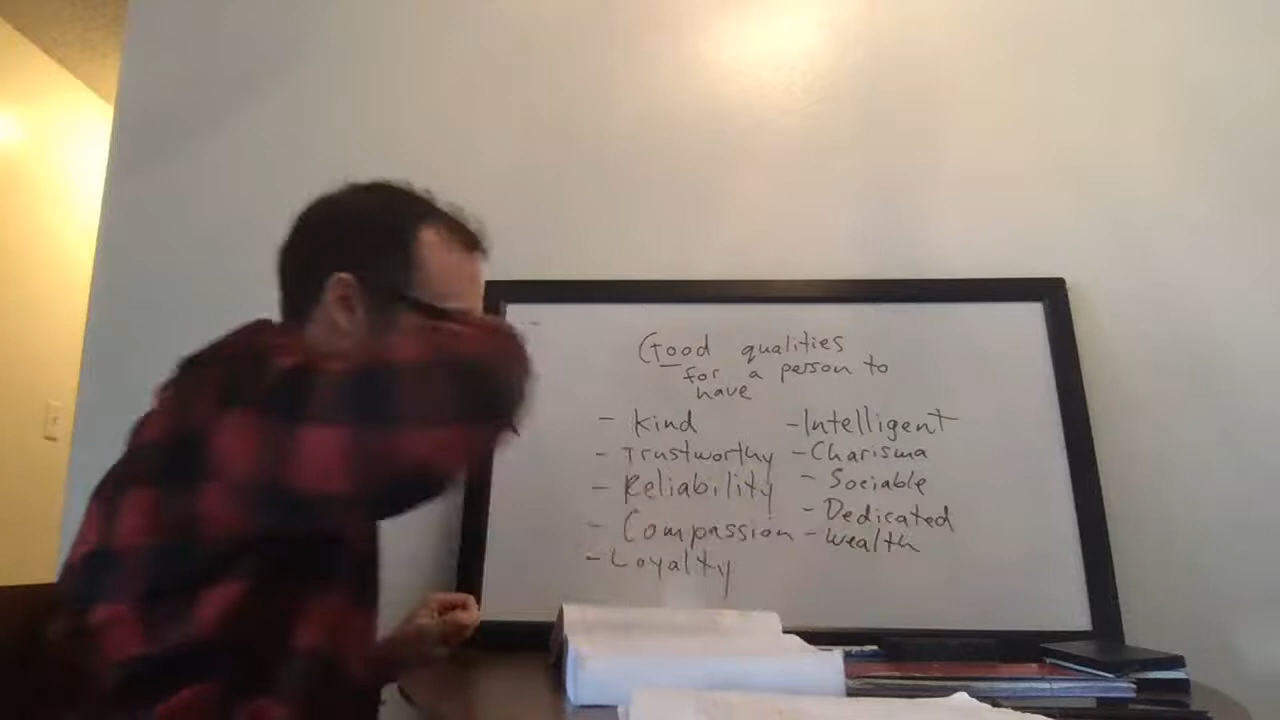 Good qualities
for a person to
have
- Kind
- Trustworthy
- Reliability
- Compassion
- Loyalty
- Intelligent
- Charisma
- Sociable
- Dedicated
- Wealth